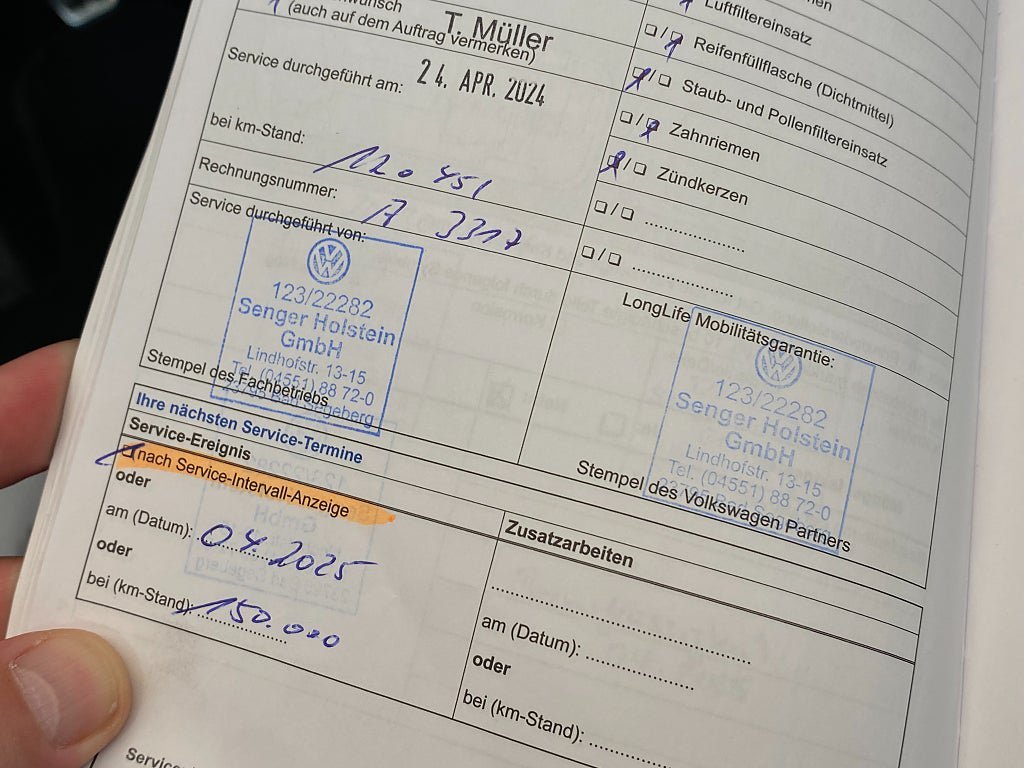 (auch auf dem Auftrag vermerken)
T. Müller
Service durchgeführt am: 24. APR. 2024
bei km-Stand: 120 451
Rechnungsnummer: A 3317
Service durchgeführt von:
123/22282
Senger Holstein
GmbH
Lindhofstr. 13-15
Tel. (04551) 88 72-0
23795 Bad Segeberg
Stempel des Fachbetriebs
Luftfiltereinsatz
Reifenfüllflasche (Dichtmittel)
Staub- und Pollenfiltereinsatz
Zahnriemen
Zündkerzen
LongLife Mobilitätsgarantie:
123/22282
Senger Holstein
GmbH
Lindhofstr. 13-15
Tel. (04551) 88 72-0
Stempel des Volkswagen Partners
Ihre nächsten Service-Termine
Service-Ereignis
nach Service-Intervall-Anzeige
oder
am (Datum): 04.2025
oder
bei (km-Stand): 150.000
Zusatzarbeiten
am (Datum):
oder
bei (km-Stand):